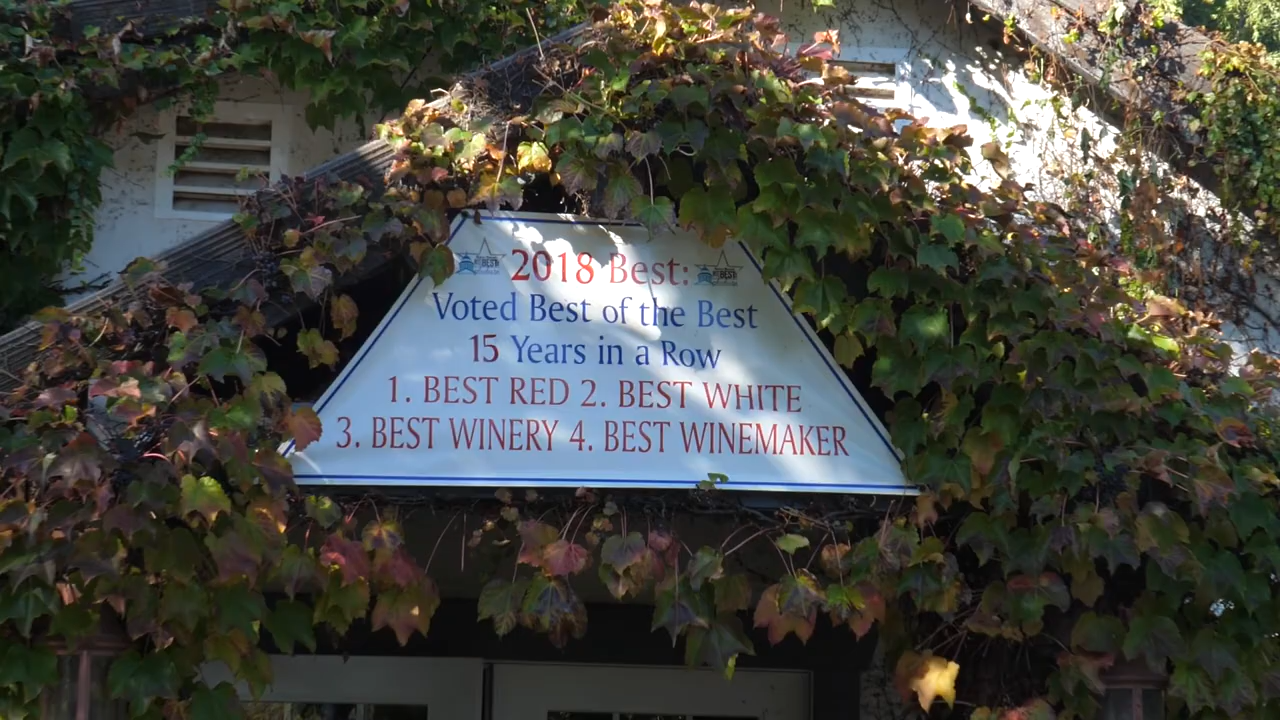 2018 Best:
Voted Best of the Best
15 Years in a Row
1. BEST RED 2. BEST WHITE
3. BEST WINERY 4. BEST WINEMAKER